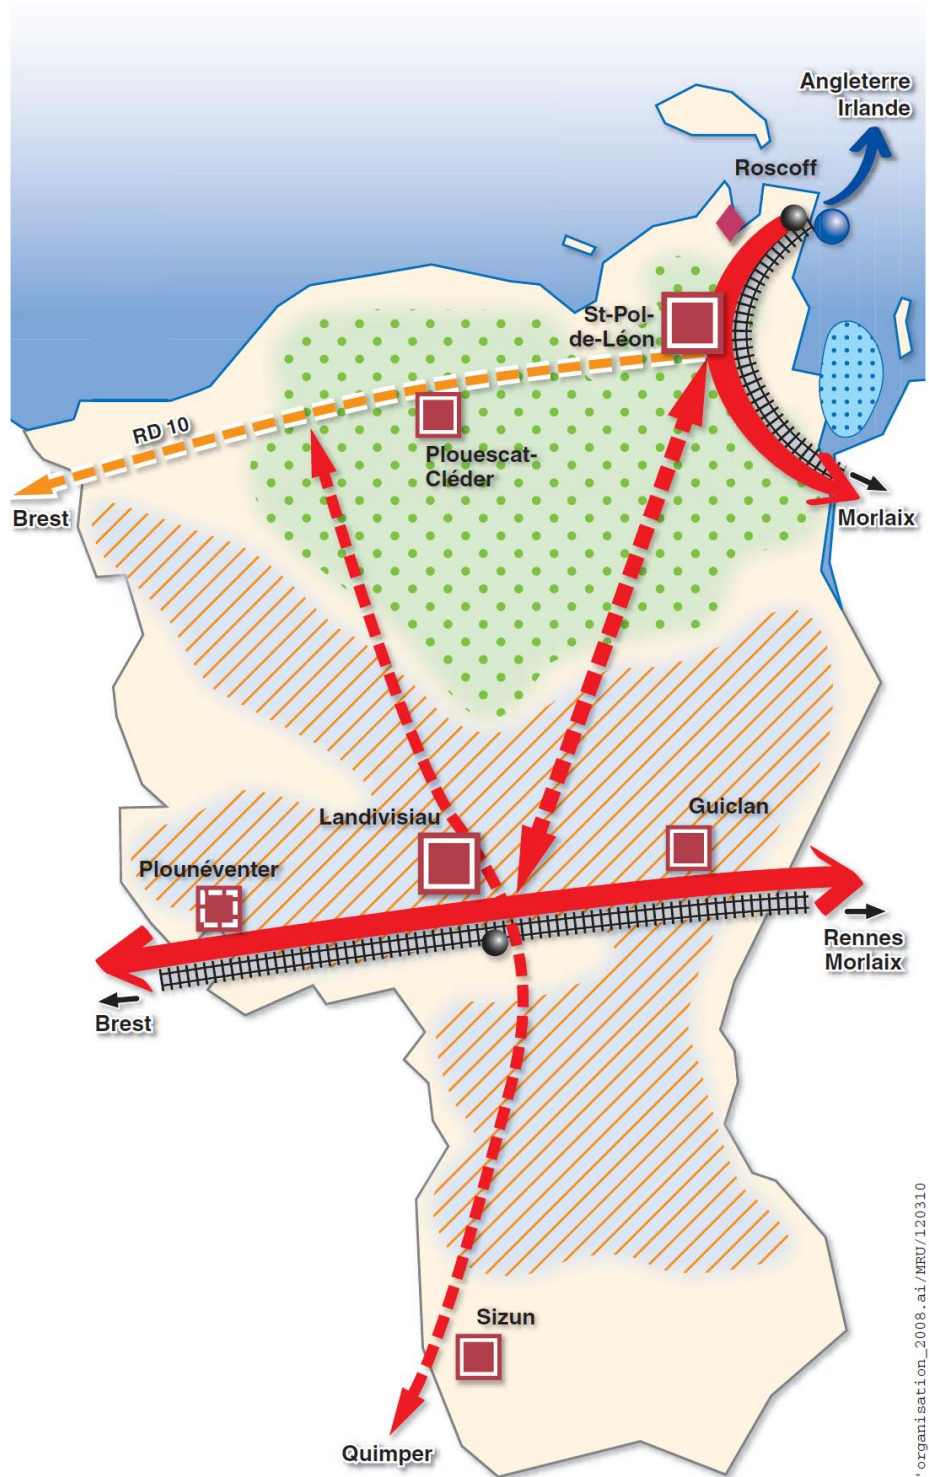 Angleterre
Irlande
Roscoff
St-Pol-
de-Léon
RD 10
Plouescat-
Cléder
Brest
Morlaix
Landivisiau
Guiclan
Plounéventer
Rennes
Morlaix
Brest
Sizun
Quimper
organisation_2008.ai/MRU/120310